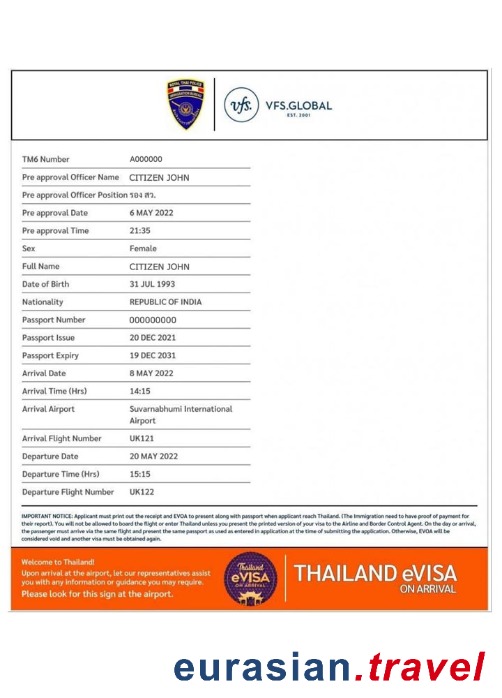 ROYAL THAI POLICE
IMMIGRATION BUREAU
vfs.
VFS.GLOBAL
EST. 2001
TM6 Number A000000
Pre approval Officer Name CITIZEN JOHN
Pre approval Officer Position รอง สว.
Pre approval Date 6 MAY 2022
Pre approval Time 21:35
Sex Female
Full Name CITIZEN JOHN
Date of Birth 31 JUL 1993
Nationality REPUBLIC OF INDIA
Passport Number 000000000
Passport Issue 20 DEC 2021
Passport Expiry 19 DEC 2031
Arrival Date 8 MAY 2022
Arrival Time (Hrs) 14:15
Arrival Airport Suvarnabhumi International
Airport
Arrival Flight Number UK121
Departure Date 20 MAY 2022
Departure Time (Hrs) 15:15
Departure Flight Number UK122
IMPORTANT NOTICE: Applicant must print out the receipt and EVOA to present along with passport when applicant reach Thailand. (The Immigration need to have proof of payment for
their report). You will not be allowed to board the flight or enter Thailand unless you present the printed version of your visa to the Airline and Border Control Agent. On the day or arrival,
the passenger must arrive via the same flight and present the same passport as used as entered in application at the time of submitting the application. Otherwise, EVOA will be
considered void and another visa must be obtained again.
Welcome to Thailand!
Upon arrival at the airport, let our representatives assist
you with any information or guidance you may require.
Please look for this sign at the airport.
Thailand
eVISA
ON ARRIVAL
THAILAND eVISA
ON ARRIVAL
eurasian.travel